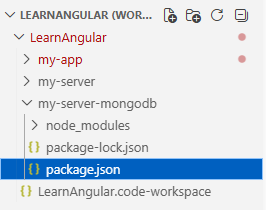 LEARNANGULAR (WOR...
LearnAngular
my-app
my-server
my-server-mongodb
node_modules
{} package-lock.json
{} package.json
{} LearnAngular.code-workspace